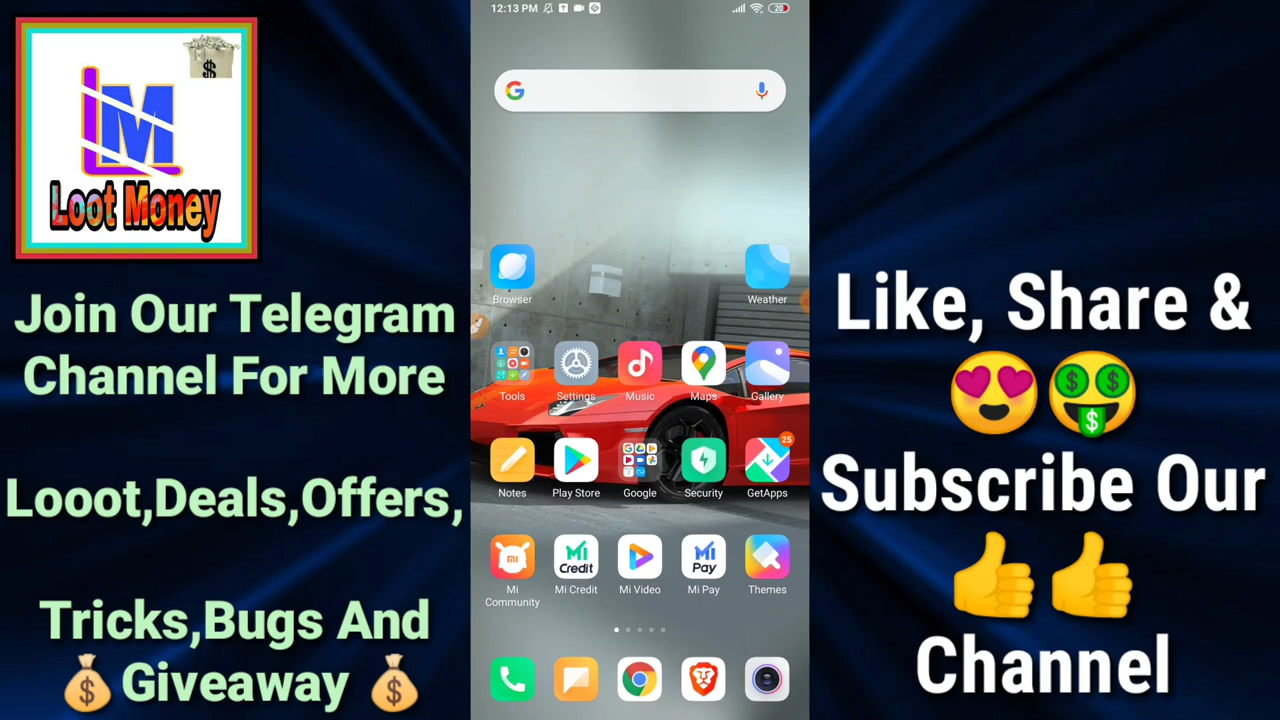 M
Loot Money
Join Our Telegram
Channel For More
Looot,Deals,Offers,
Tricks,Bugs And
Giveaway
12:13 PM
20
Browser
Weather
Tools
Settings
Music
Maps
Gallery
25
Notes
Play Store
Google
Security
GetApps
mi
Mi
Credit
Mi
Pay
Mi
Community
Mi Credit
Mi Video
Mi Pay
Themes
Like, Share &
Subscribe Our
Channel